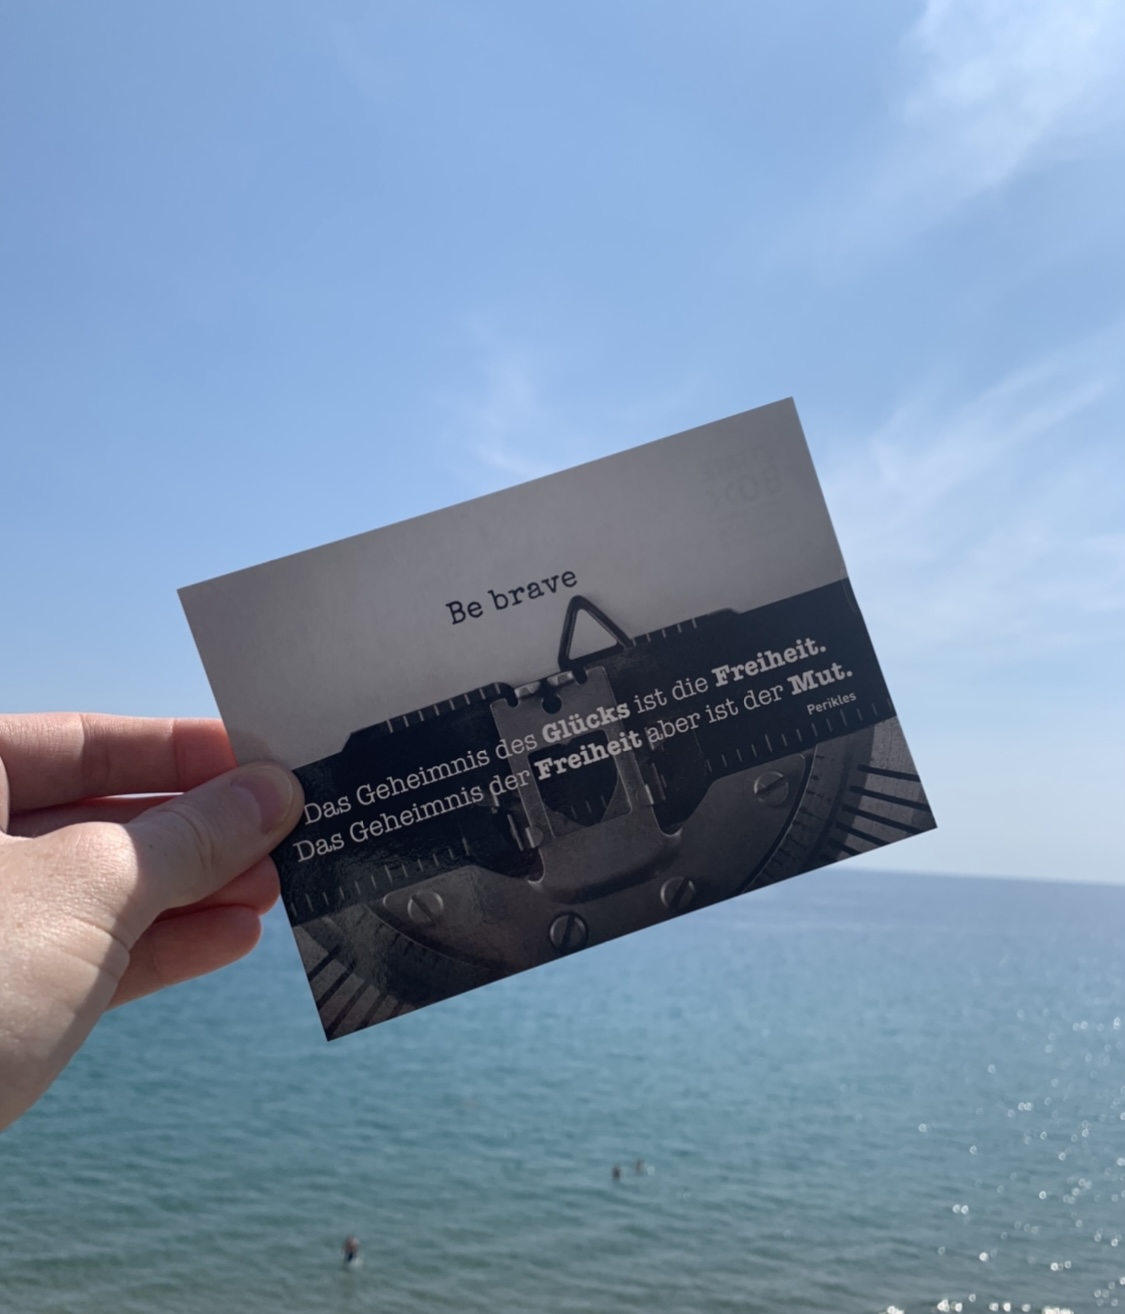 Be brave
Das Geheimnis des Glücks ist die Freiheit.
Das Geheimnis der Freiheit aber ist der Mut.
Perikles